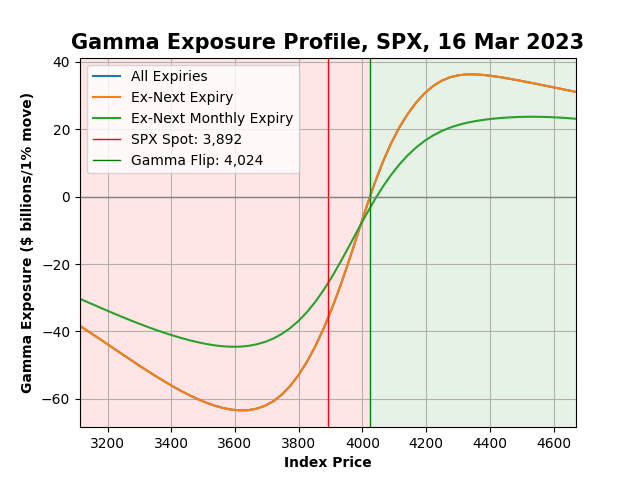 Gamma Exposure Profile, SPX, 16 Mar 2023
Gamma Exposure ($ billions/1% move)
40
20
0
−20
−40
−60
All Expiries
Ex-Next Expiry
Ex-Next Monthly Expiry
SPX Spot: 3,892
Gamma Flip: 4,024
3200 3400 3600 3800 4000 4200 4400 4600
Index Price